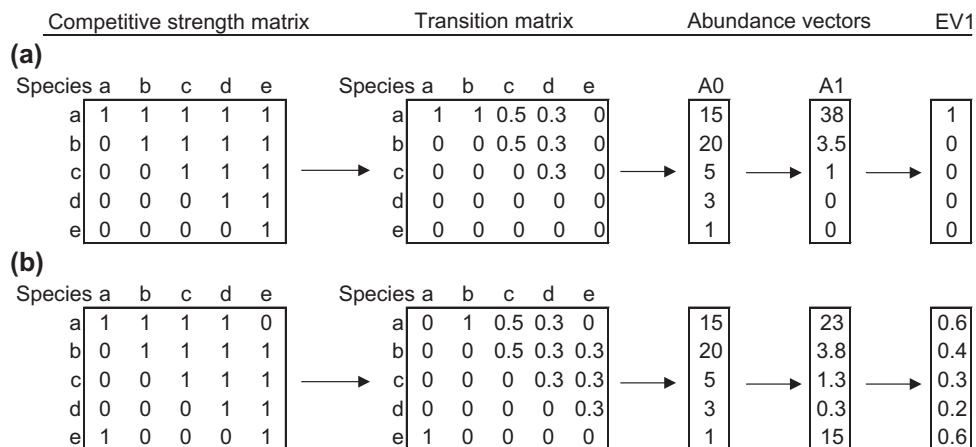 Competitive strength matrix Transition matrix Abundance vectors EV1
(a)
Species a b c d e Species a b c d e A0 A1
a 1 1 1 1 1 a 1 1 0.5 0.3 0 15 38 1
b 0 1 1 1 1 b 0 0 0.5 0.3 0 20 3.5 0
c 0 0 1 1 1 c 0 0 0 0.3 0 5 1 0
d 0 0 0 1 1 d 0 0 0 0 0 3 0 0
e 0 0 0 0 1 e 0 0 0 0 0 1 0 0
(b)
Species a b c d e Species a b c d e
a 1 1 1 1 0 a 0 1 0.5 0.3 0 15 23 0.6
b 0 1 1 1 1 b 0 0 0.5 0.3 0.3 20 3.8 0.4
c 0 0 1 1 1 c 0 0 0 0.3 0.3 5 1.3 0.3
d 0 0 0 1 1 d 0 0 0 0 0.3 3 0.3 0.2
e 1 0 0 0 1 e 1 0 0 0 0 1 15 0.6